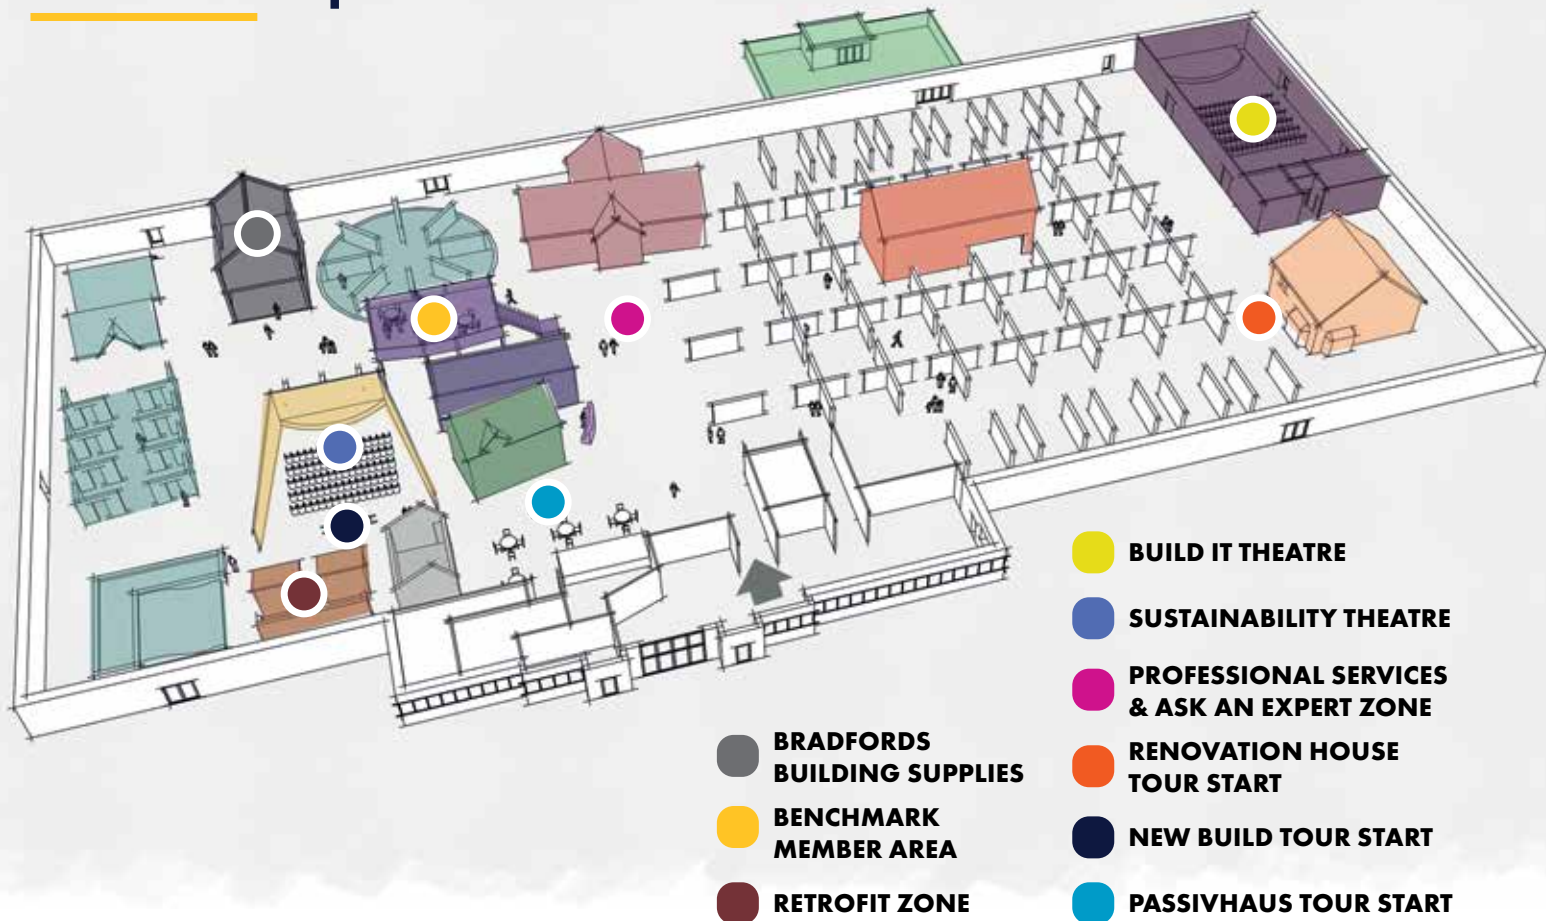 BUILD IT THEATRE
SUSTAINABILITY THEATRE
PROFESSIONAL SERVICES
& ASK AN EXPERT ZONE
BRADFORDS
BUILDING SUPPLIES
RENOVATION HOUSE
TOUR START
BENCHMARK
MEMBER AREA
NEW BUILD TOUR START
RETROFIT ZONE
PASSIVHAUS TOUR START